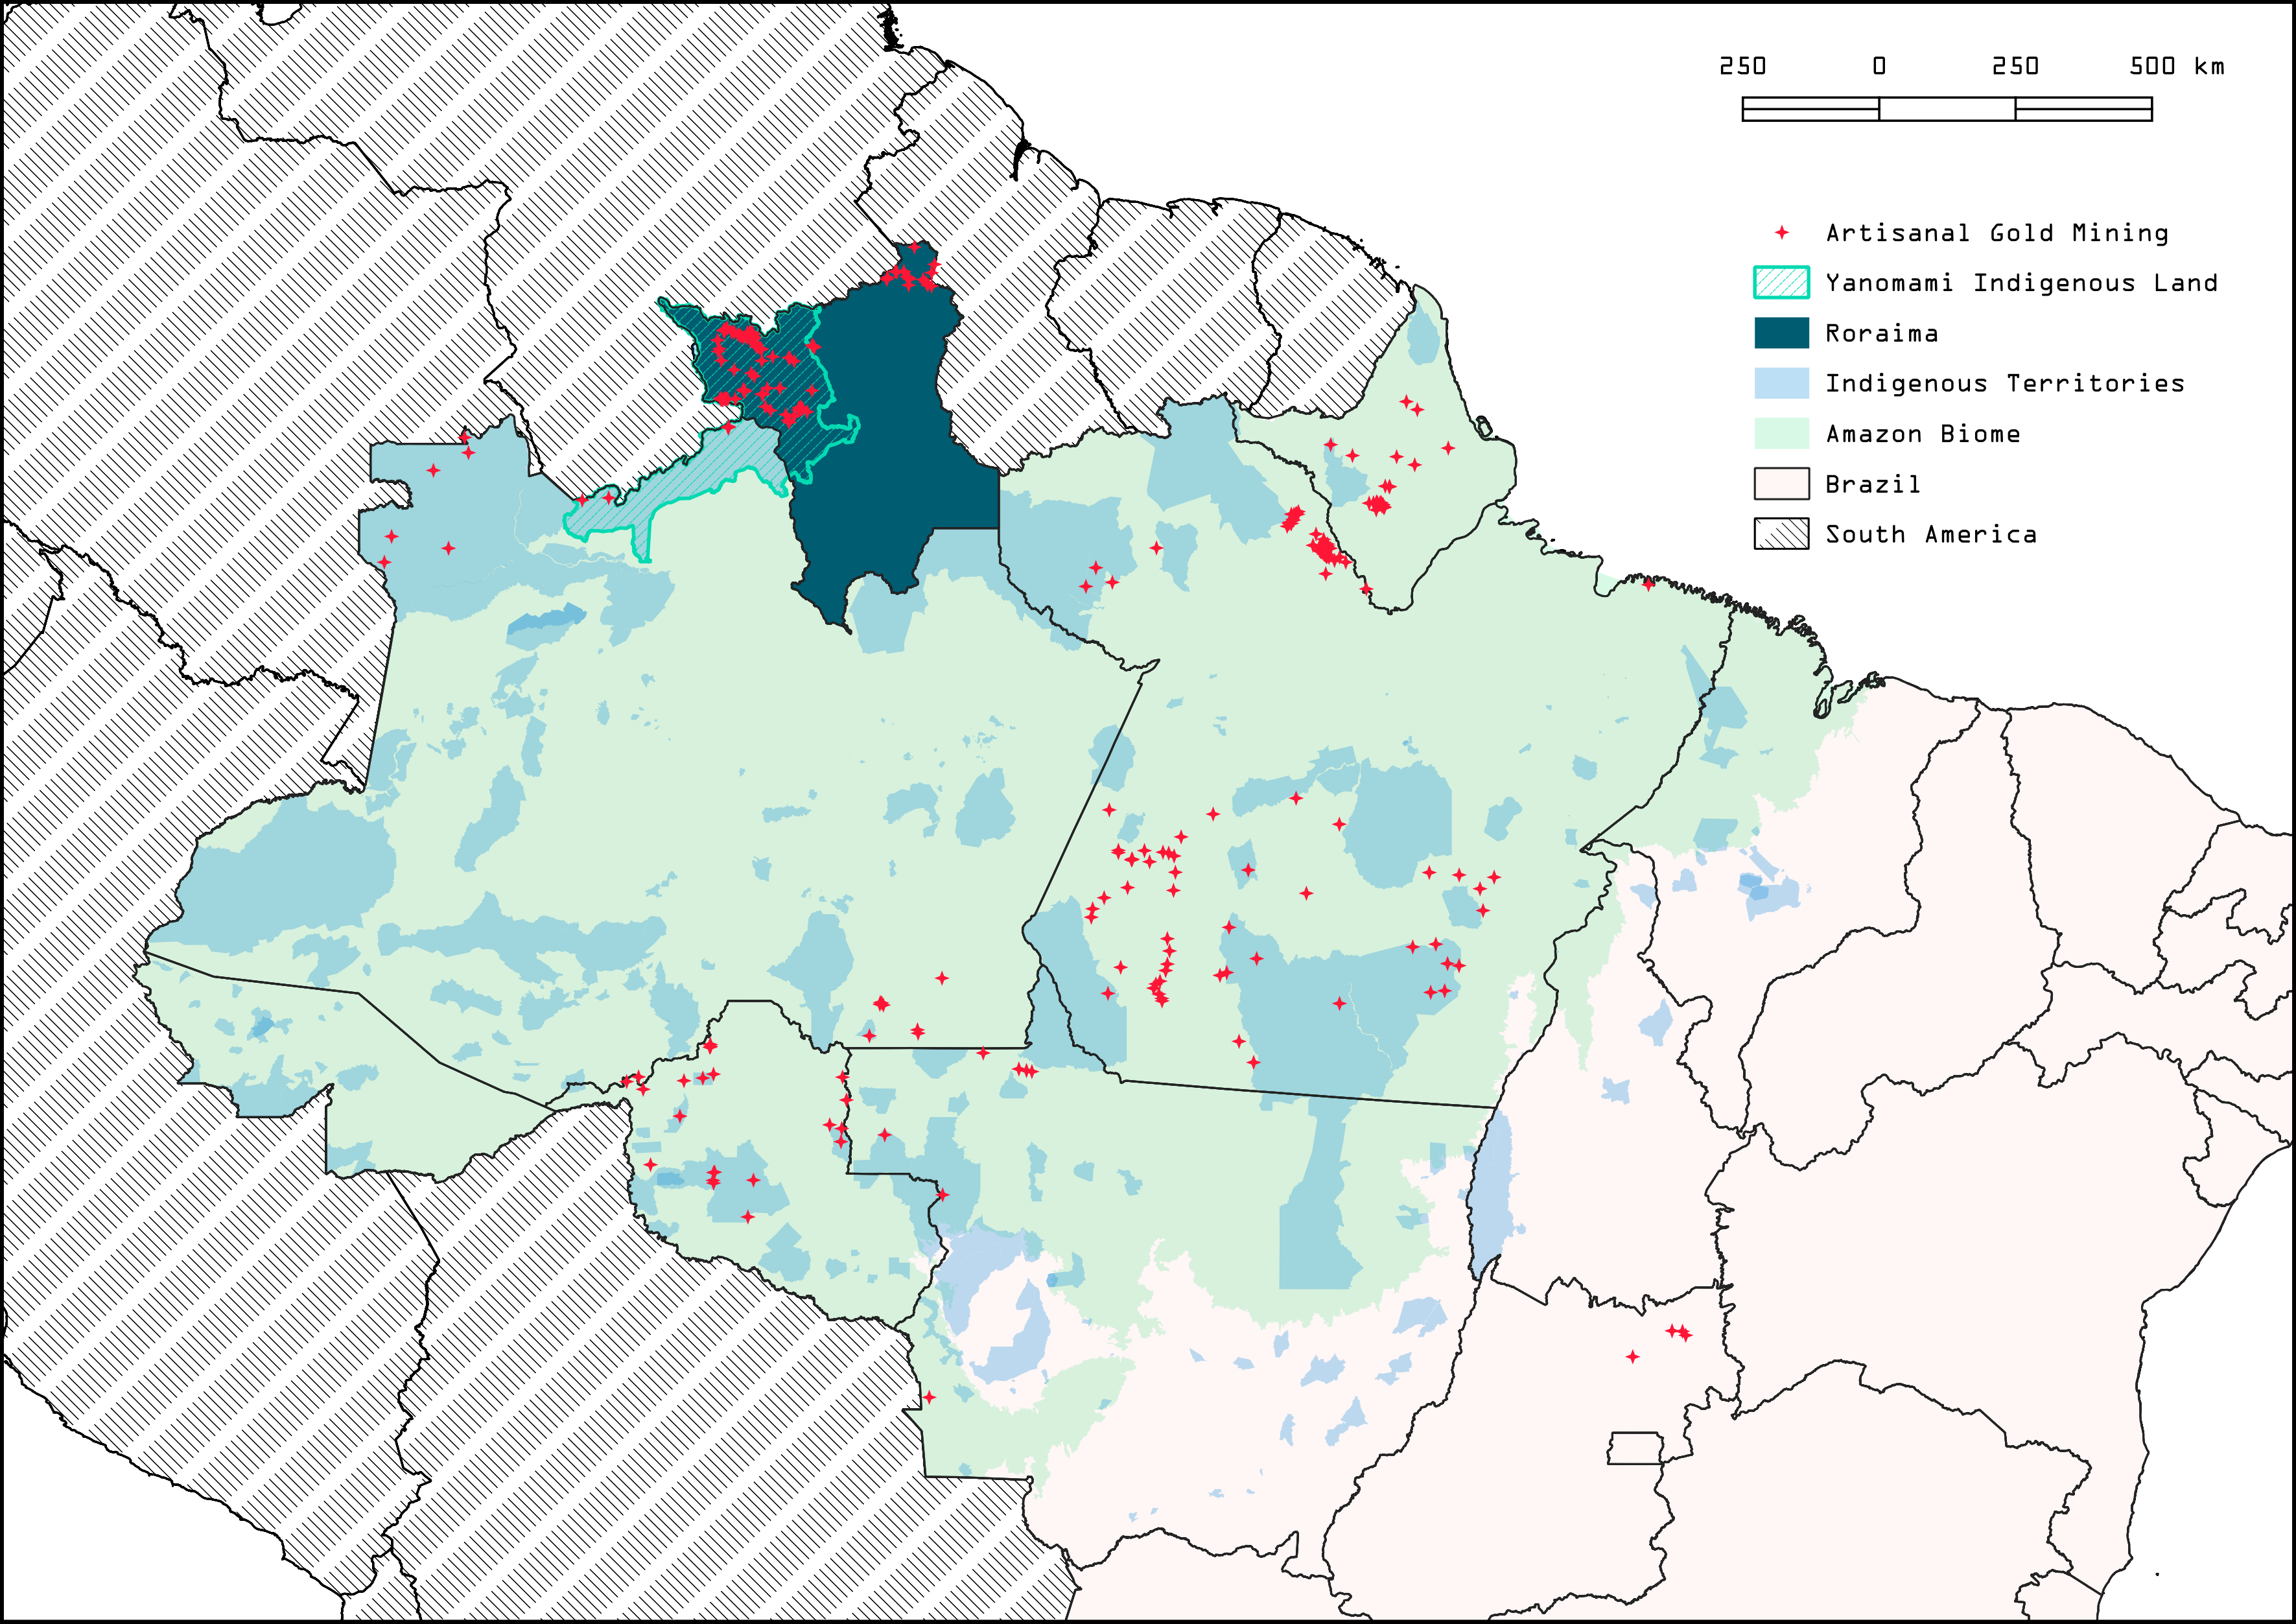 250 0 250 500 km
Artisanal Gold Mining
Yanomami Indigenous Land
Roraima
Indigenous Territories
Amazon Biome
Brazil
South America